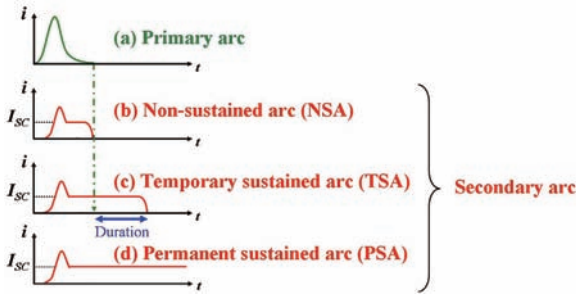 i
(a) Primary arc
t
i
(b) Non-sustained arc (NSA)
I_SC
t
i
(c) Temporary sustained arc (TSA)
I_SC
t
Duration
i
(d) Permanent sustained arc (PSA)
I_SC
t
Secondary arc